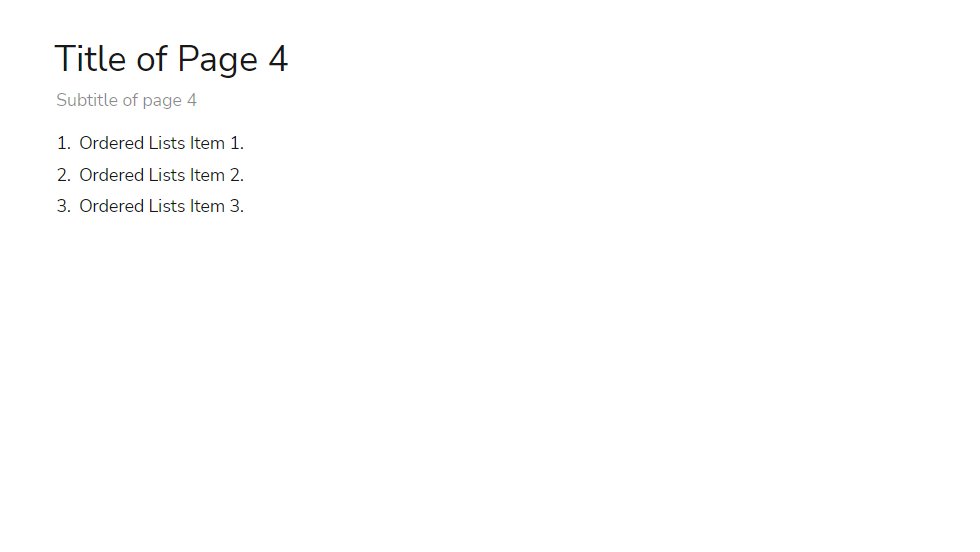 Title of Page 4
Subtitle of page 4
1. Ordered Lists Item 1.
2. Ordered Lists Item 2.
3. Ordered Lists Item 3.